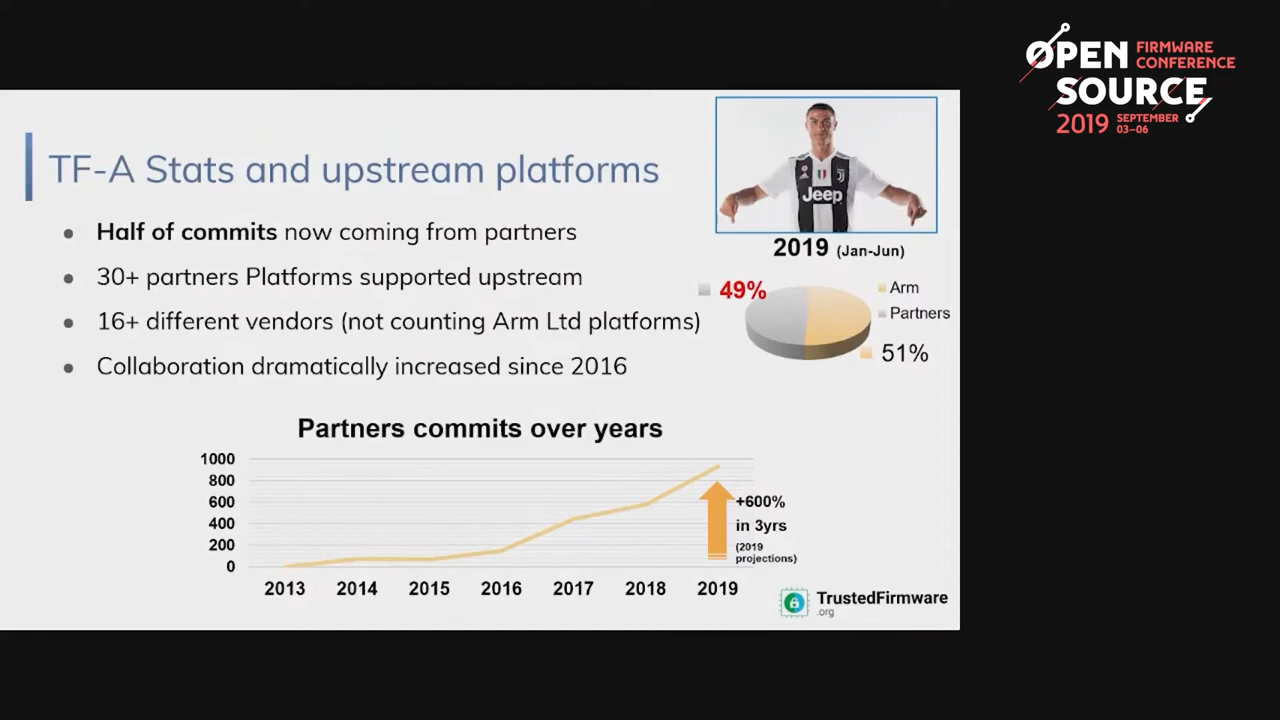 OPEN FIRMWARE CONFERENCE
SOURCE
2019 SEPTEMBER 03–06
TF-A Stats and upstream platforms
Jeep
• Half of commits now coming from partners
• 30+ partners Platforms supported upstream
• 16+ different vendors (not counting Arm Ltd platforms)
• Collaboration dramatically increased since 2016
2019 (Jan-Jun)
49%
Arm
Partners
51%
Partners commits over years
1000
800
600
400
200
0
2013 2014 2015 2016 2017 2018 2019
+600%
in 3yrs
(2019
projections)
TrustedFirmware
.org